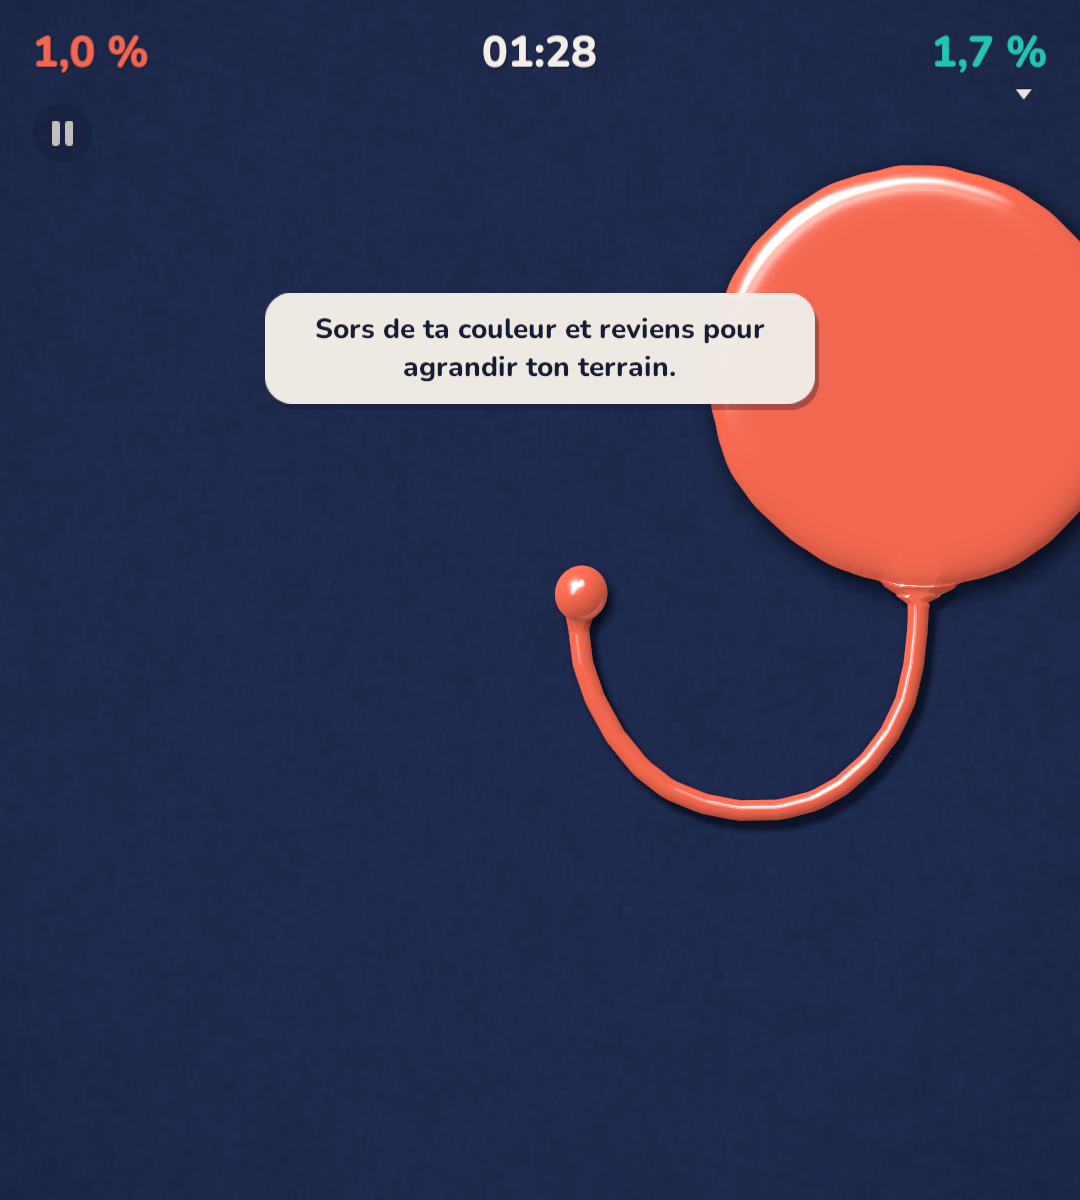 1,0 %
01:28
1,7 %
Sors de ta couleur et reviens pour
agrandir ton terrain.